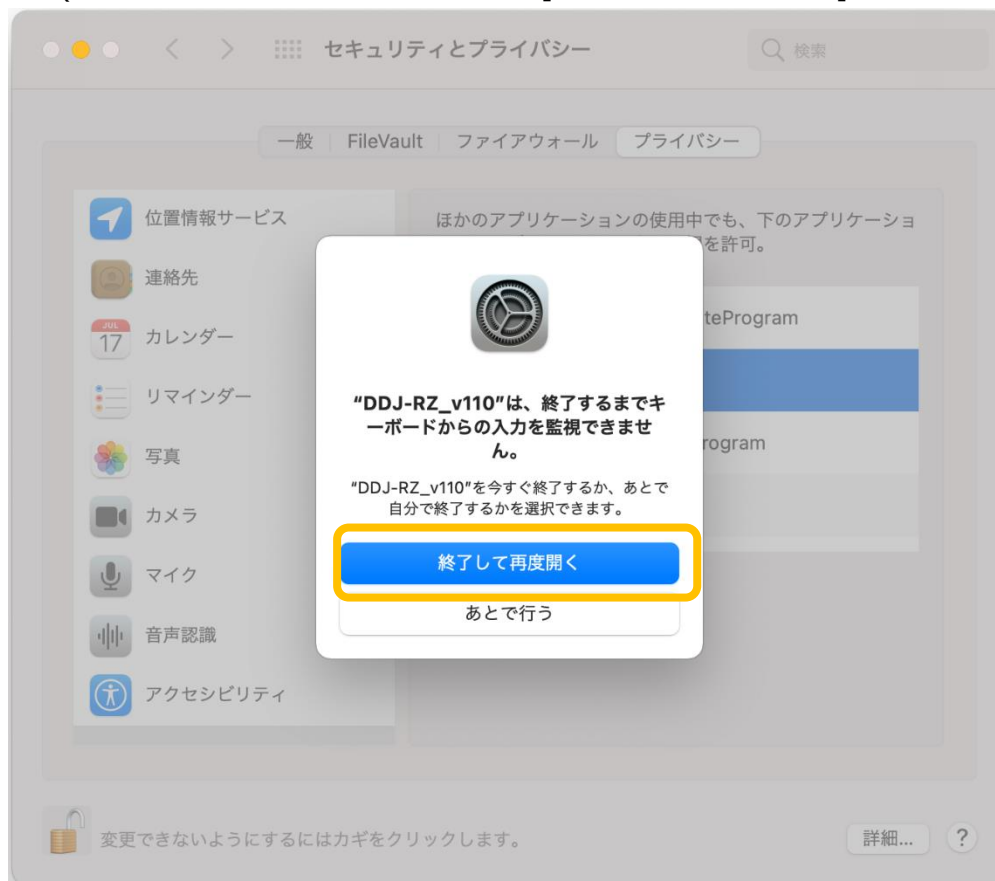 セキュリティとプライバシー
検索
一般 FileVault ファイアウォール プライバシー
位置情報サービス
連絡先
JUL
17
カレンダー
リマインダー
写真
カメラ
マイク
音声認識
アクセシビリティ
ほかのアプリケーションの使用中でも、下のアプリケーショ
を許可。
teProgram
rogram
“DDJ-RZ_v110”は、終了するまでキ
ーボードからの入力を監視できませ
ん。
“DDJ-RZ_v110”を今すぐ終了するか、あとで
自分で終了するかを選択できます。
終了して再度開く
あとで行う
変更できないようにするにはカギをクリックします。
詳細...
?